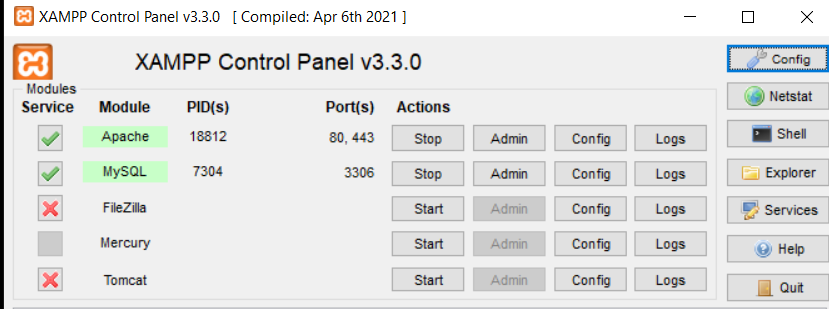 XAMPP Control Panel v3.3.0 [ Compiled: Apr 6th 2021 ]
XAMPP Control Panel v3.3.0
Config
Modules
Service Module PID(s) Port(s) Actions
Netstat
Apache 18812 80, 443 Stop Admin Config Logs
Shell
MySQL 7304 3306 Stop Admin Config Logs
Explorer
FileZilla Start Admin Config Logs
Services
Mercury Start Admin Config Logs
Help
Tomcat Start Admin Config Logs
Quit